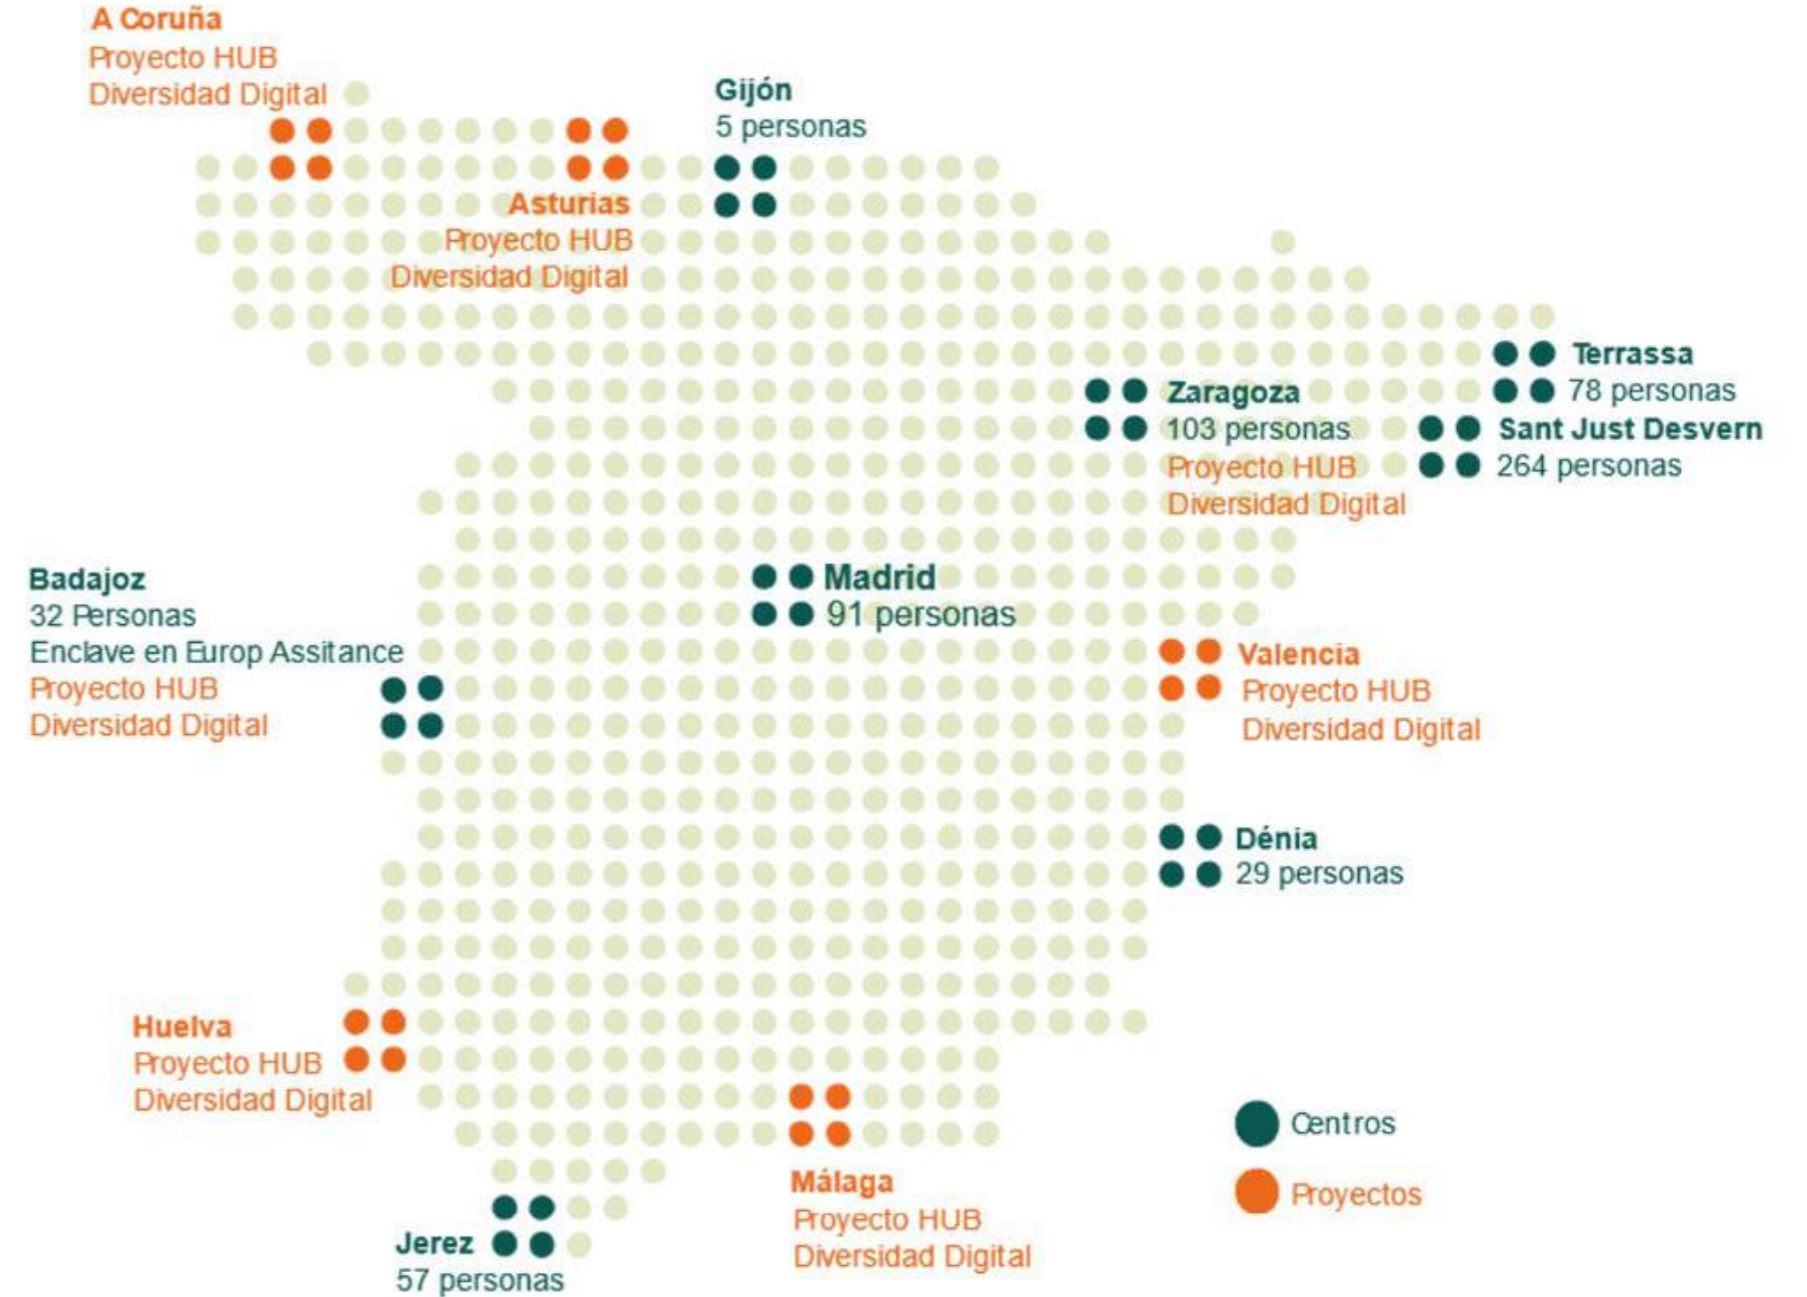 A Coruña
Proyecto HUB
Diversidad Digital
Gijón
5 personas
Asturias
Proyecto HUB
Diversidad Digital
Terrassa
78 personas
Zaragoza
103 personas
Proyecto HUB
Diversidad Digital
Sant Just Desvern
264 personas
Badajoz
32 Personas
Enclave en Europ Assitance
Proyecto HUB
Diversidad Digital
Madrid
91 personas
Valencia
Proyecto HUB
Diversidad Digital
Dénia
29 personas
Huelva
Proyecto HUB
Diversidad Digital
Málaga
Proyecto HUB
Diversidad Digital
Jerez
57 personas
Centros
Proyectos